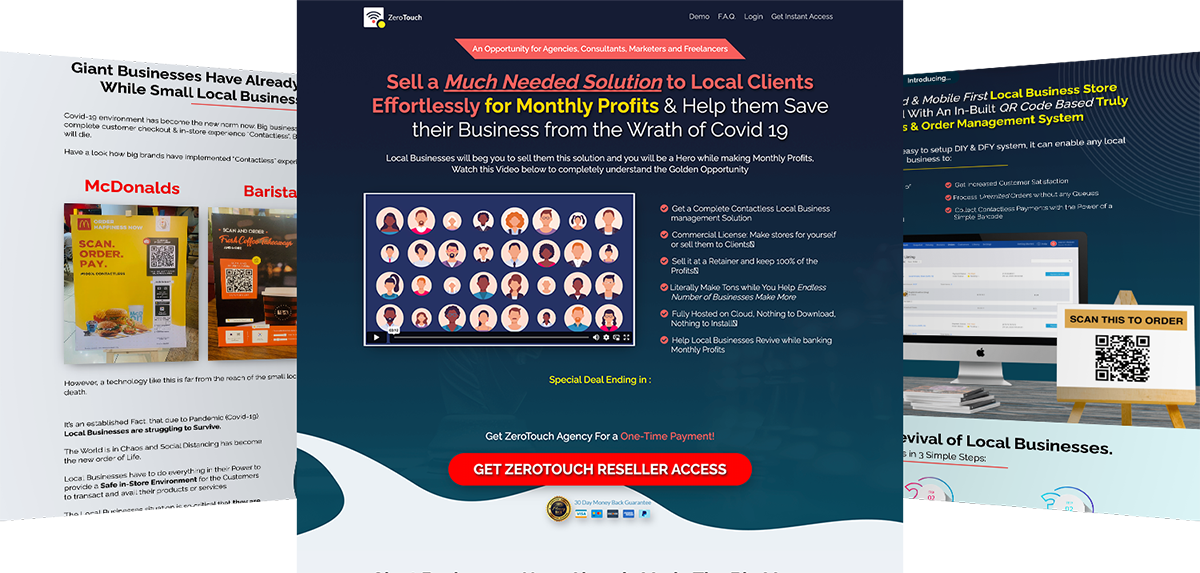 Giant Businesses Have Already
While Small Local Business
Covid-19 environment has become the new norm now. Big business
complete customer checkout & in-store experience "Contactless". B
will die.
Have a look how big brands have implemented "Contactless" experi
McDonalds
Barista
ORDER
HAPPINESS NOW
SCAN.
ORDER.
PAY.
SCAN AND ORDER
Fresh Coffee Takeaways
However, a technology like this is far from the reach of the small loc
death.
It's an established Fact, that due to Pandemic (Covid-19)
Local Businesses are struggling to Survive.
The World is in Chaos and Social Distancing has become
the new order of Life.
Local Businesses have to do everything in their Power to
provide a Safe in-Store Environment for the Customers
to transact and avail their products or services
The Local Businesses situation is so critical that they are
ZeroTouch
Demo F.A.Q. Login Get Instant Access
An Opportunity for Agencies, Consultants, Marketers and Freelancers
Sell a Much Needed Solution to Local Clients
Effortlessly for Monthly Profits & Help them Save
their Business from the Wrath of Covid 19
Local Businesses will beg you to sell them this solution and you will be a Hero while making Monthly Profits,
Watch this Video below to completely understand the Golden Opportunity
03:12
Get a Complete Contactless Local Business
management Solution
Commercial License: Make stores for yourself
or sell them to Clients
Sell it at a Retainer and keep 100% of the
Profits
Literally Make Tons while You Help Endless
Number of Businesses Make More
Fully Hosted on Cloud, Nothing to Download,
Nothing to Install
Help Local Businesses Revive while banking
Monthly Profits
Special Deal Ending in :
Get ZeroTouch Agency For a One-Time Payment!
GET ZEROTOUCH RESELLER ACCESS
30 Day Money Back Guarantee
VISA
Introducing...
d & Mobile First Local Business Store
l With An In-Built QR Code Based Truly
s & Order Management System
easy to setup DIY & DFY system, it can enable any local
business to:
of
Get Increased Customer Satisfaction
Process Unlimited Orders without any Queues
Collect Contactless Payments with the Power of a
Simple Barcode
SCAN THIS TO ORDER
evival of Local Businesses.
s in 3 Simple Steps:
02